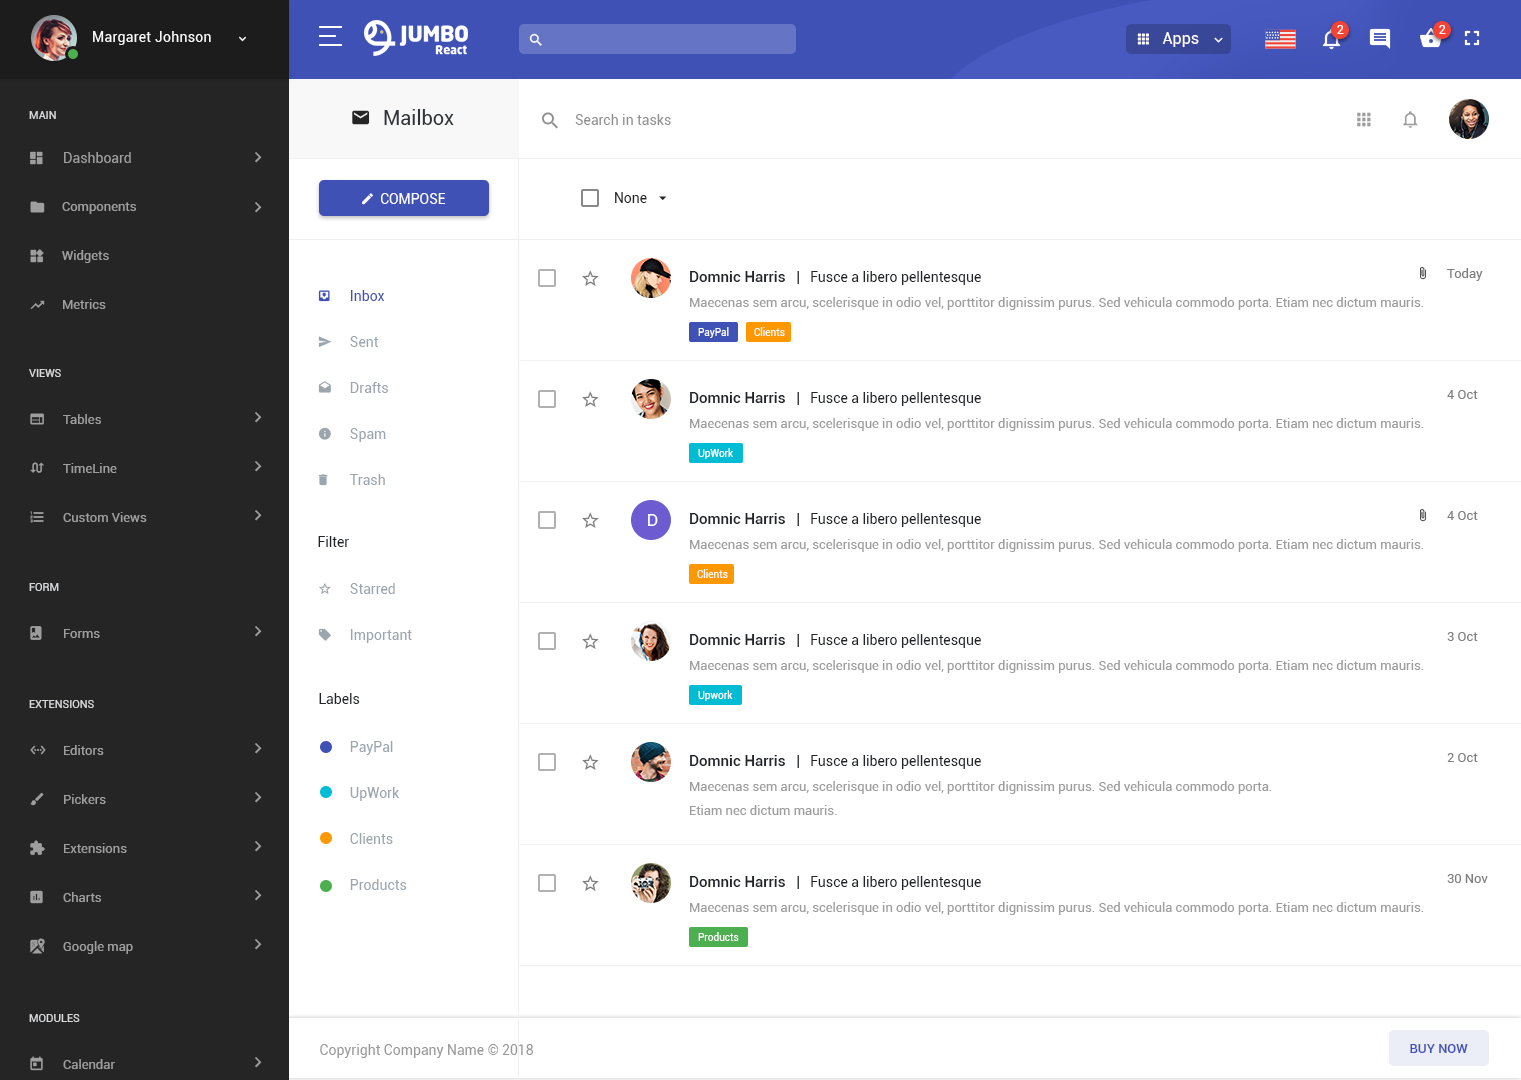 Margaret Johnson
MAIN
Dashboard
Components
Widgets
Metrics
VIEWS
Tables
TimeLine
Custom Views
FORM
Forms
EXTENSIONS
Editors
Pickers
Extensions
Charts
Google map
MODULES
Calendar
JUMBO
React
Apps
2
2
Mailbox
Search in tasks
COMPOSE
None
Inbox
Sent
Drafts
Spam
Trash
Filter
Starred
Important
Labels
PayPal
UpWork
Clients
Products
Domnic Harris | Fusce a libero pellentesque
Today
Maecenas sem arcu, scelerisque in odio vel, porttitor dignissim purus. Sed vehicula commodo porta. Etiam nec dictum mauris.
PayPal Clients
Domnic Harris | Fusce a libero pellentesque
4 Oct
Maecenas sem arcu, scelerisque in odio vel, porttitor dignissim purus. Sed vehicula commodo porta. Etiam nec dictum mauris.
UpWork
D
Domnic Harris | Fusce a libero pellentesque
4 Oct
Maecenas sem arcu, scelerisque in odio vel, porttitor dignissim purus. Sed vehicula commodo porta. Etiam nec dictum mauris.
Clients
Domnic Harris | Fusce a libero pellentesque
3 Oct
Maecenas sem arcu, scelerisque in odio vel, porttitor dignissim purus. Sed vehicula commodo porta. Etiam nec dictum mauris.
Upwork
Domnic Harris | Fusce a libero pellentesque
2 Oct
Maecenas sem arcu, scelerisque in odio vel, porttitor dignissim purus. Sed vehicula commodo porta.
Etiam nec dictum mauris.
Domnic Harris | Fusce a libero pellentesque
30 Nov
Maecenas sem arcu, scelerisque in odio vel, porttitor dignissim purus. Sed vehicula commodo porta. Etiam nec dictum mauris.
Products
Copyright Company Name © 2018
BUY NOW